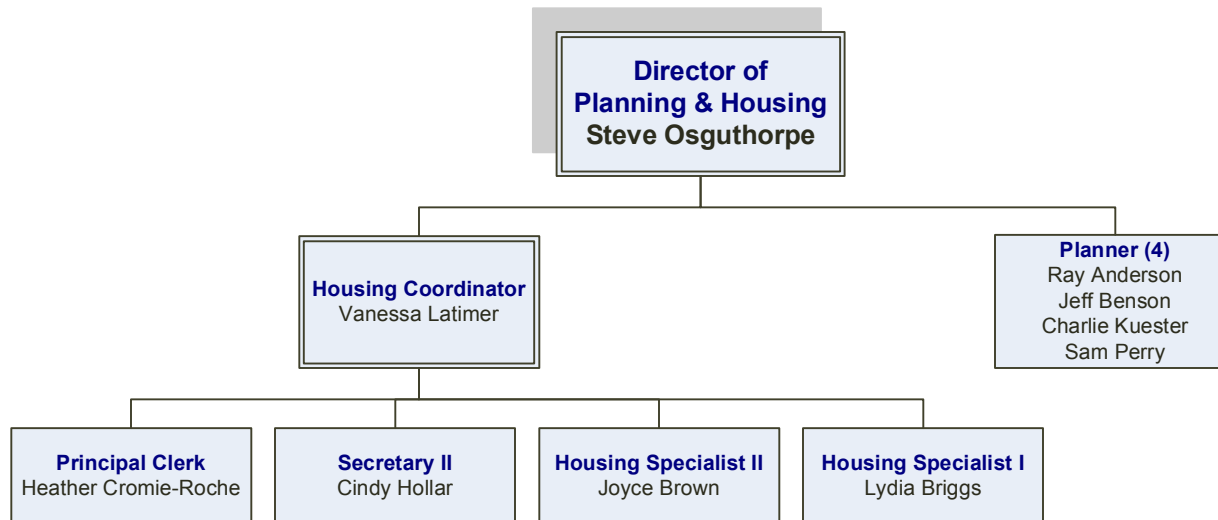 Director of
Planning & Housing
Steve Osguthorpe
Housing Coordinator
Vanessa Latimer
Planner (4)
Ray Anderson
Jeff Benson
Charlie Kuester
Sam Perry
Principal Clerk
Heather Cromie-Roche
Secretary II
Cindy Hollar
Housing Specialist II
Joyce Brown
Housing Specialist I
Lydia Briggs